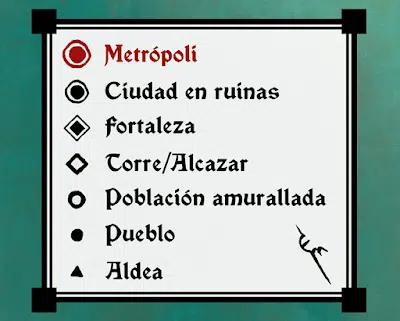 Metrópoli
Ciudad en ruinas
Fortaleza
Torre/Alcazar
Población amurallada
Pueblo
Aldea